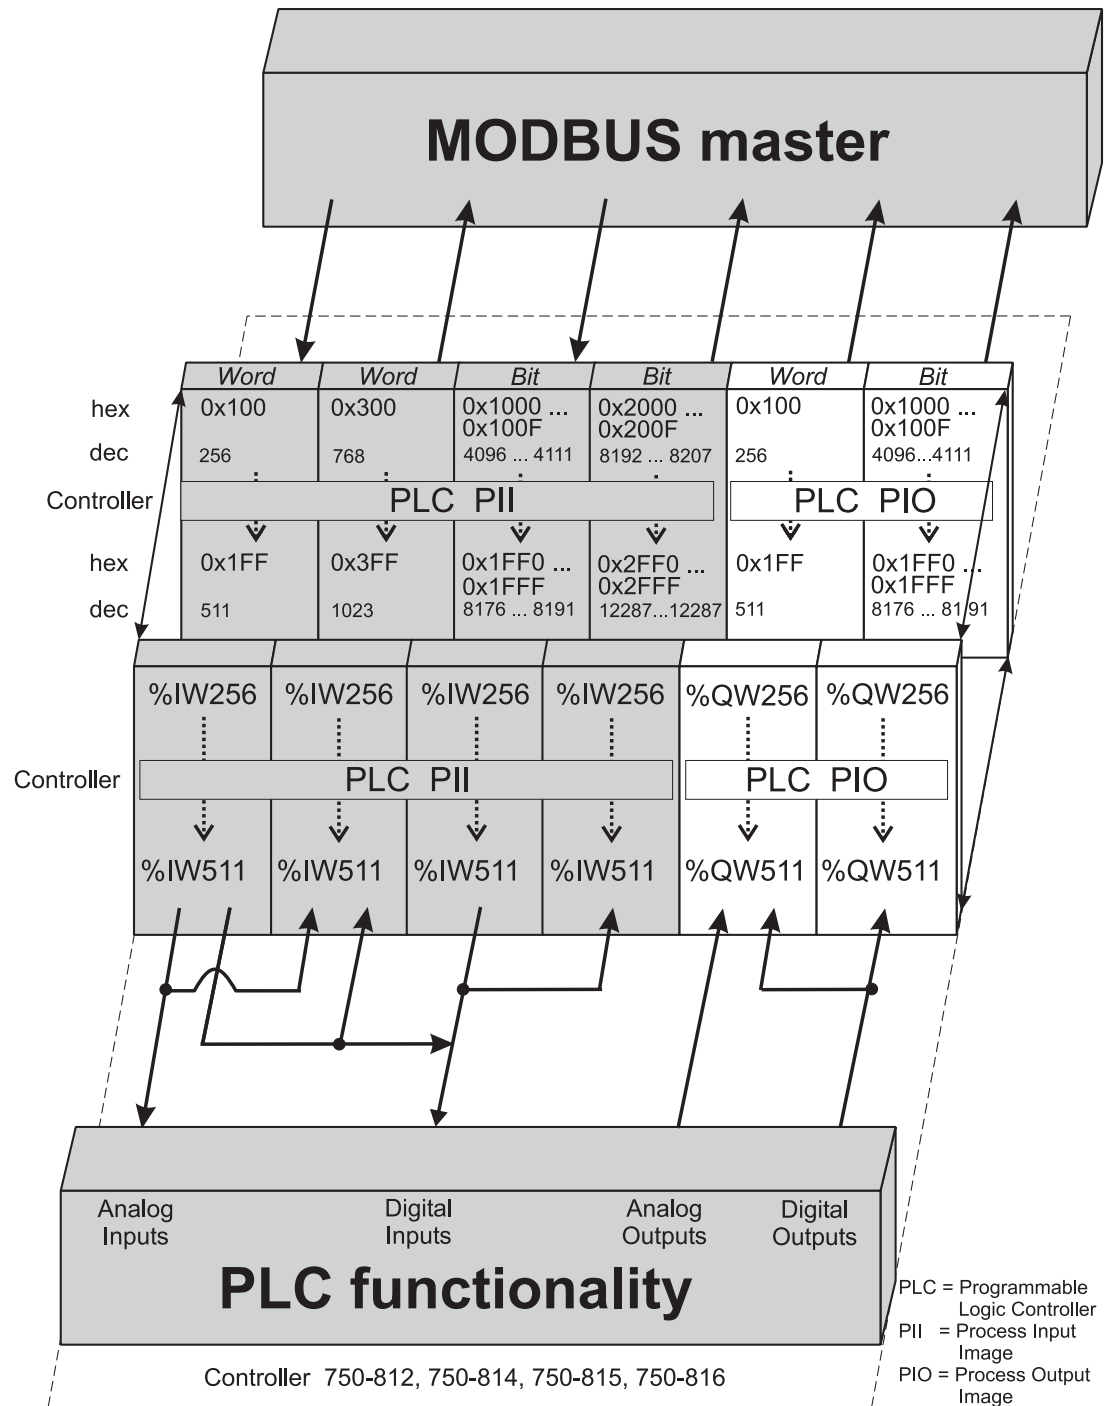 MODBUS master
Word Word Bit Bit Word Bit
hex 0x100 0x300 0x1000 ... 0x2000 ... 0x100 0x1000 ...
0x100F 0x200F 0x100F
dec 256 768 4096 ... 4111 8192 ... 8207 256 4096...4111
Controller PLC PII PLC PIO
hex 0x1FF 0x3FF 0x1FF0 ... 0x2FF0 ... 0x1FF 0x1FF0 ...
0x1FFF 0x2FFF 0x1FFF
dec 511 1023 8176 ... 8191 12287...12287 511 8176 ... 8191
%IW256 %IW256 %IW256 %IW256 %QW256 %QW256
Controller PLC PII PLC PIO
%IW511 %IW511 %IW511 %IW511 %QW511 %QW511
Analog Digital Analog Digital
Inputs Inputs Outputs Outputs
PLC functionality
PLC = Programmable
Logic Controller
PII = Process Input
Image
PIO = Process Output
Image
Controller 750-812, 750-814, 750-815, 750-816